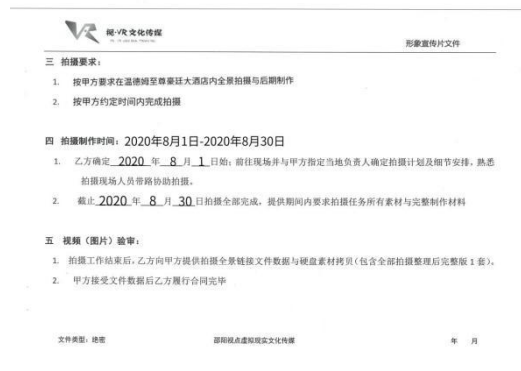 视·VR文化传媒
形象宣传片文件
三 拍摄要求：
1. 按甲方要求在温德姆至尊豪廷大酒店内全景拍摄与后期制作
2. 按甲方约定时间内完成拍摄
四 拍摄制作时间：2020年8月1日-2020年8月30日
1. 乙方确定 2020 年 8 月 1 日始；前往现场并与甲方指定当地负责人确定拍摄计划及细节安排，熟悉
拍摄现场人员带路协助拍摄。
2. 截止 2020 年 8 月 30 日拍摄全部完成，提供期间内要求拍摄任务所有素材与完整制作材料
五 视频（图片）验审：
1. 拍摄工作结束后，乙方向甲方提供拍摄全景链接文件数据与硬盘素材拷贝（包含全部拍摄整理后完整版 1 套）。
2. 甲方接受文件数据后乙方履行合同完毕
文件类型：绝密 邵阳视点虚拟现实文化传媒 年 月